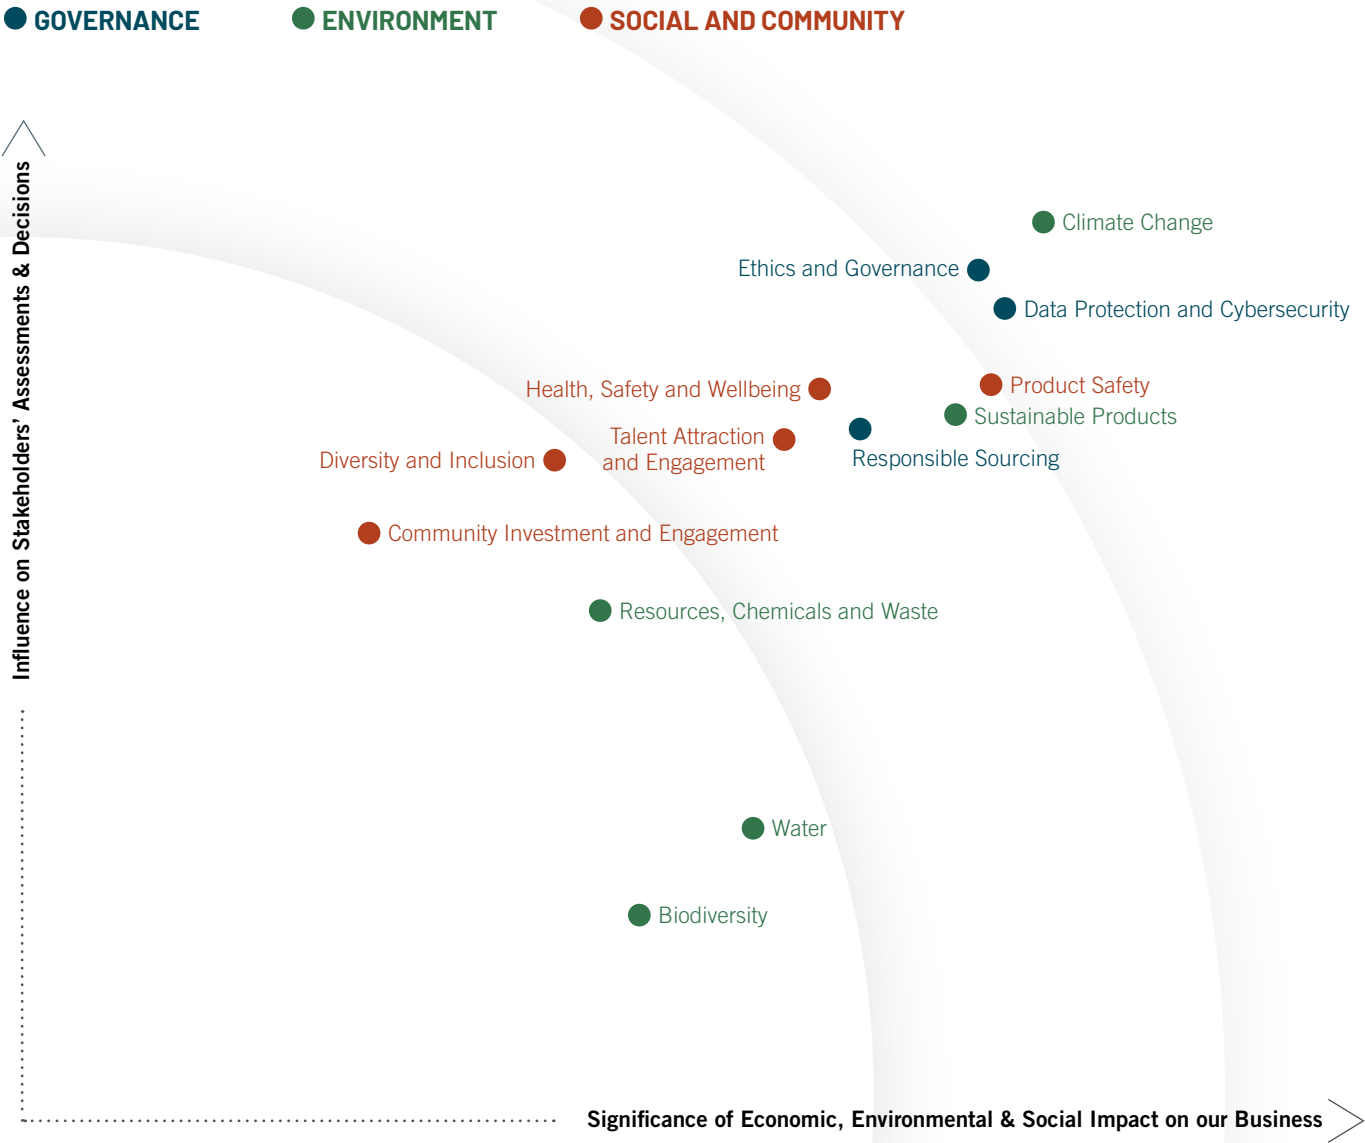 GOVERNANCE
ENVIRONMENT
SOCIAL AND COMMUNITY
Influence on Stakeholders’ Assessments & Decisions
Climate Change
Ethics and Governance
Data Protection and Cybersecurity
Health, Safety and Wellbeing
Product Safety
Sustainable Products
Talent Attraction
and Engagement
Responsible Sourcing
Diversity and Inclusion
Community Investment and Engagement
Resources, Chemicals and Waste
Water
Biodiversity
Significance of Economic, Environmental & Social Impact on our Business